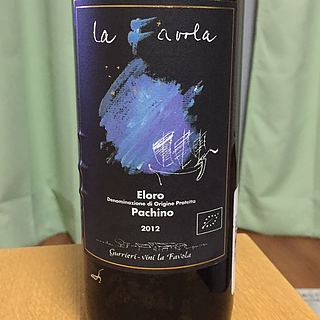 La Favola
Eloro
Denominazione di Origine Protetta
Pachino
2012
Gurrieri-vini la Favola